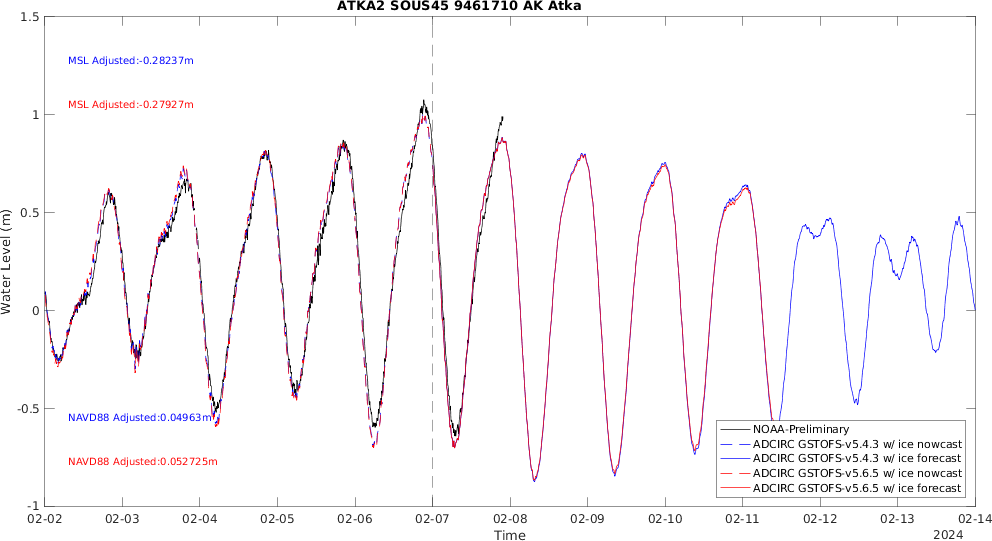 ATKA2 SOUS45 9461710 AK Atka
1.5
MSL Adjusted:-0.28237m
MSL Adjusted:-0.27927m
1
0.5
Water Level (m)
0
-0.5
NAVD88 Adjusted:0.04963m
NAVD88 Adjusted:0.052725m
-1
NOAA-Preliminary
ADCIRC GSTOFS-v5.4.3 w/ ice nowcast
ADCIRC GSTOFS-v5.4.3 w/ ice forecast
ADCIRC GSTOFS-v5.6.5 w/ ice nowcast
ADCIRC GSTOFS-v5.6.5 w/ ice forecast
02-02 02-03 02-04 02-05 02-06 02-07 02-08 02-09 02-10 02-11 02-12 02-13 02-14
Time
2024